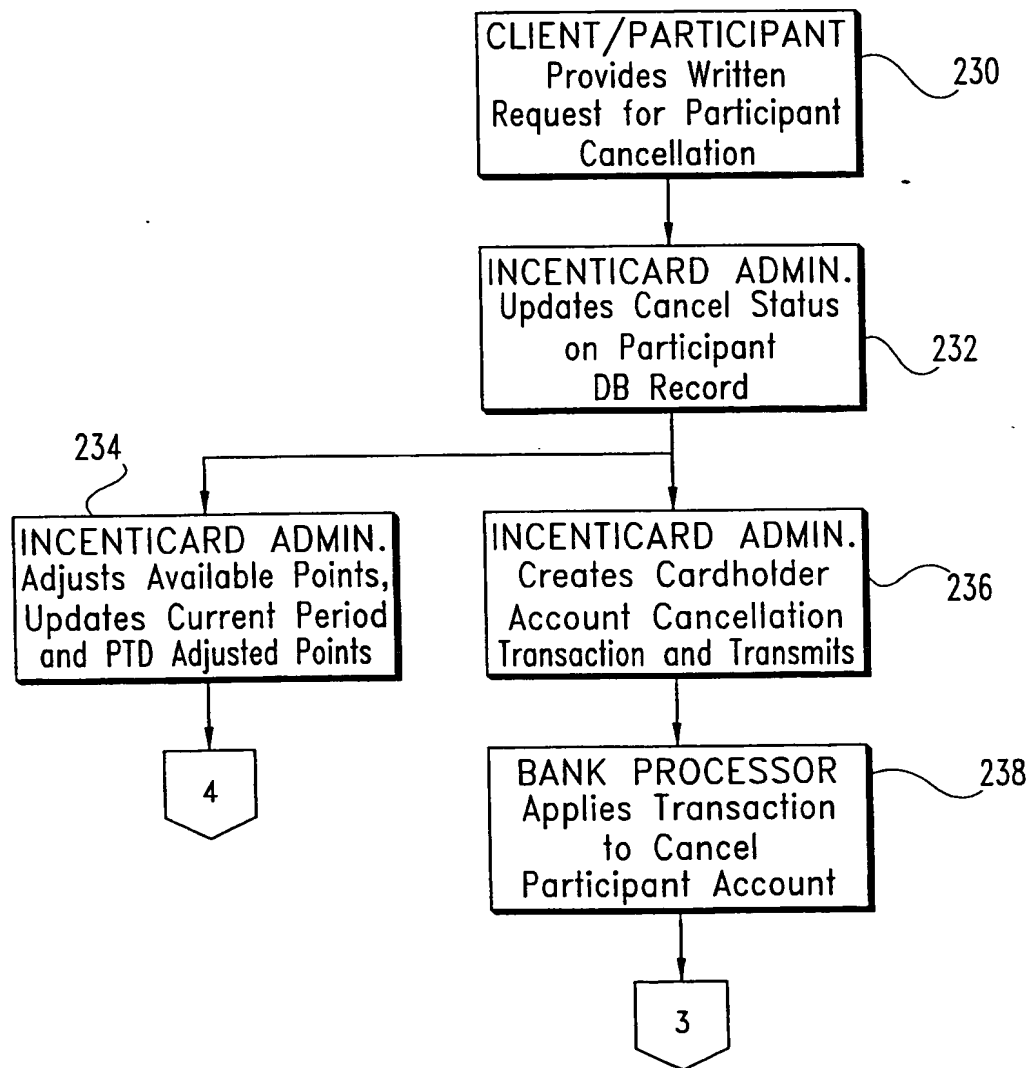 CLIENT/PARTICIPANT
Provides Written
Request for Participant
Cancellation
230
INCENTICARD ADMIN.
Updates Cancel Status
on Participant
DB Record
232
234
INCENTICARD ADMIN.
Adjusts Available Points,
Updates Current Period
and PTD Adjusted Points
INCENTICARD ADMIN.
Creates Cardholder
Account Cancellation
Transaction and Transmits
236
4
BANK PROCESSOR
Applies Transaction
to Cancel
Participant Account
238
3